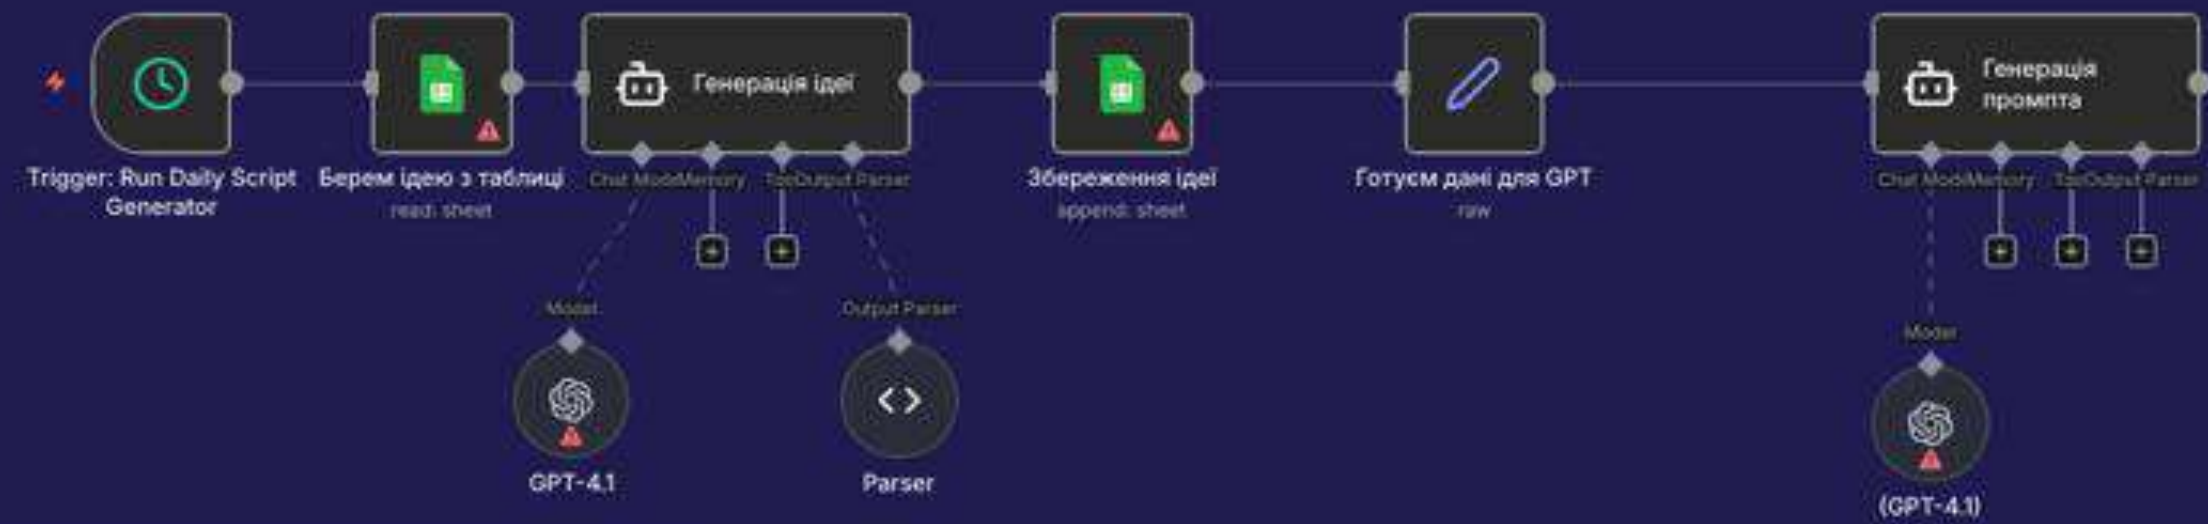 Генерація ідеї
Генерація
промпта
Trigger: Run Daily Script
Generator
Берем ідею з таблиці
read: sheet
Chat Mode Memory Tool Output Parser
Збереження ідеї
append: sheet
Готуєм дані для GPT
raw
Chat Mode Memory Tool Output Parser
Model
Output Parser
Model
GPT-4.1
Parser
(GPT-4.1)